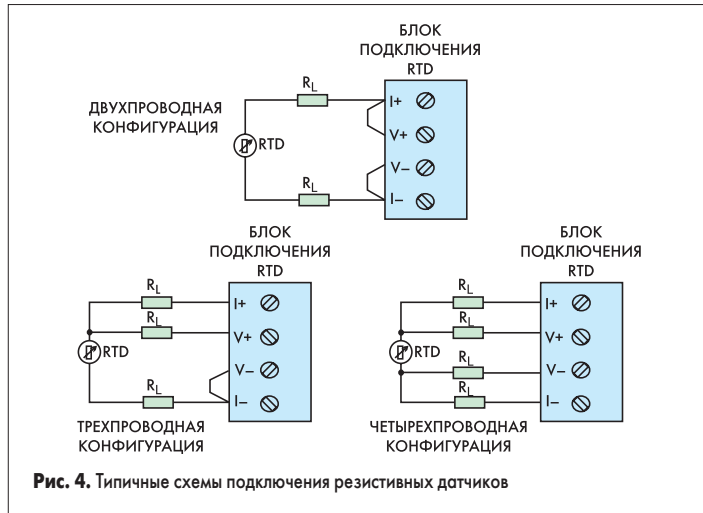 БЛОК
ПОДКЛЮЧЕНИЯ
RTD
ДВУХПРОВОДНАЯ
КОНФИГУРАЦИЯ
RTD
R_L
R_L
I+
V+
V–
I–
БЛОК
ПОДКЛЮЧЕНИЯ
RTD
R_L
R_L
RTD
R_L
I+
V+
V–
I–
ТРЕХПРОВОДНАЯ
КОНФИГУРАЦИЯ
БЛОК
ПОДКЛЮЧЕНИЯ
RTD
R_L
R_L
RTD
R_L
R_L
I+
V+
V–
I–
ЧЕТЫРЕХПРОВОДНАЯ
КОНФИГУРАЦИЯ
Рис. 4. Типичные схемы подключения резистивных датчиков